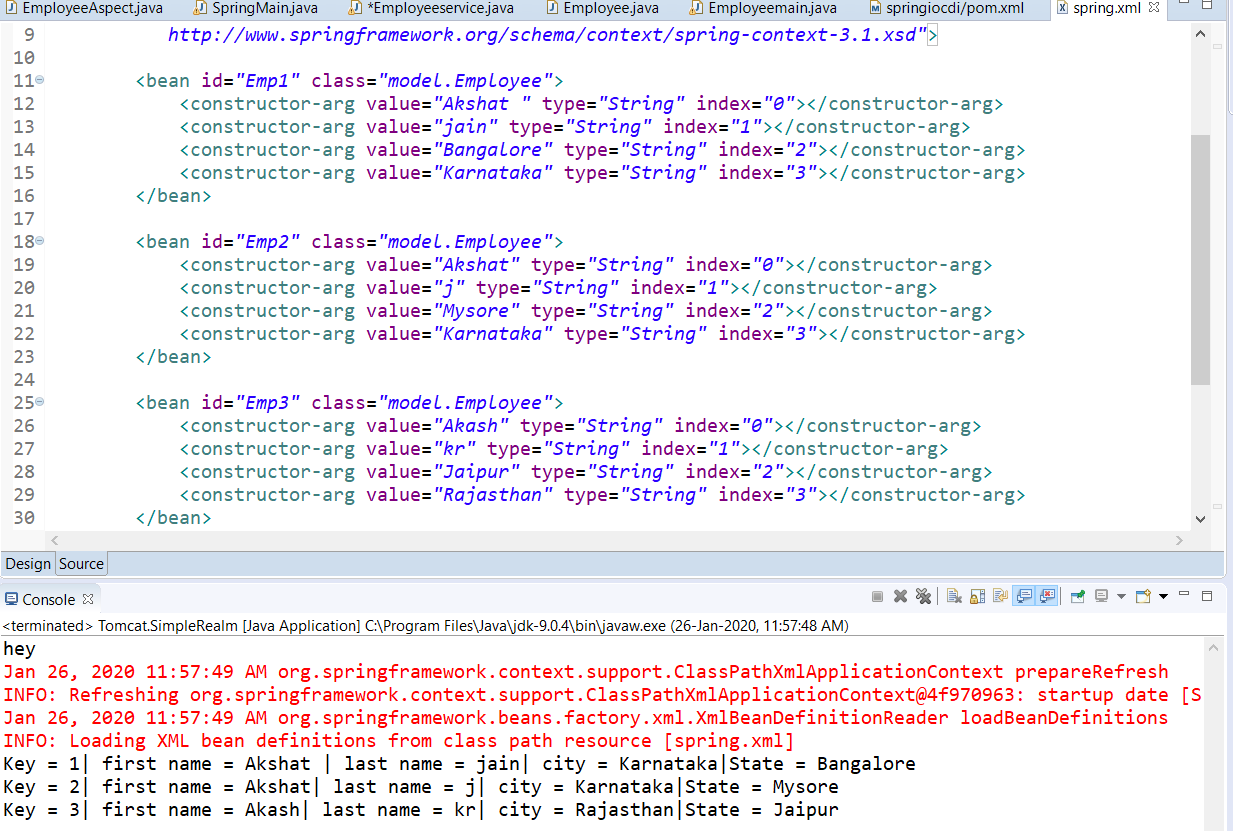 EmployeeAspect.java SpringMain.java *Employeeservice.java Employee.java Employeemain.java springiocdi/pom.xml spring.xml
9 http://www.springframework.org/schema/context/spring-context-3.1.xsd">
10
11 <bean id="Emp1" class="model.Employee">
12 <constructor-arg value="Akshat " type="String" index="0"></constructor-arg>
13 <constructor-arg value="jain" type="String" index="1"></constructor-arg>
14 <constructor-arg value="Bangalore" type="String" index="2"></constructor-arg>
15 <constructor-arg value="Karnataka" type="String" index="3"></constructor-arg>
16 </bean>
17
18 <bean id="Emp2" class="model.Employee">
19 <constructor-arg value="Akshat" type="String" index="0"></constructor-arg>
20 <constructor-arg value="j" type="String" index="1"></constructor-arg>
21 <constructor-arg value="Mysore" type="String" index="2"></constructor-arg>
22 <constructor-arg value="Karnataka" type="String" index="3"></constructor-arg>
23 </bean>
24
25 <bean id="Emp3" class="model.Employee">
26 <constructor-arg value="Akash" type="String" index="0"></constructor-arg>
27 <constructor-arg value="kr" type="String" index="1"></constructor-arg>
28 <constructor-arg value="Jaipur" type="String" index="2"></constructor-arg>
29 <constructor-arg value="Rajasthan" type="String" index="3"></constructor-arg>
30 </bean>
Design Source
Console
<terminated> Tomcat.SimpleRealm [Java Application] C:\Program Files\Java\jdk-9.0.4\bin\javaw.exe (26-Jan-2020, 11:57:48 AM)
hey
Jan 26, 2020 11:57:49 AM org.springframework.context.support.ClassPathXmlApplicationContext prepareRefresh
INFO: Refreshing org.springframework.context.support.ClassPathXmlApplicationContext@4f970963: startup date [S
Jan 26, 2020 11:57:49 AM org.springframework.beans.factory.xml.XmlBeanDefinitionReader loadBeanDefinitions
INFO: Loading XML bean definitions from class path resource [spring.xml]
Key = 1| first name = Akshat | last name = jain| city = Karnataka|State = Bangalore
Key = 2| first name = Akshat| last name = j| city = Karnataka|State = Mysore
Key = 3| first name = Akash| last name = kr| city = Rajasthan|State = Jaipur